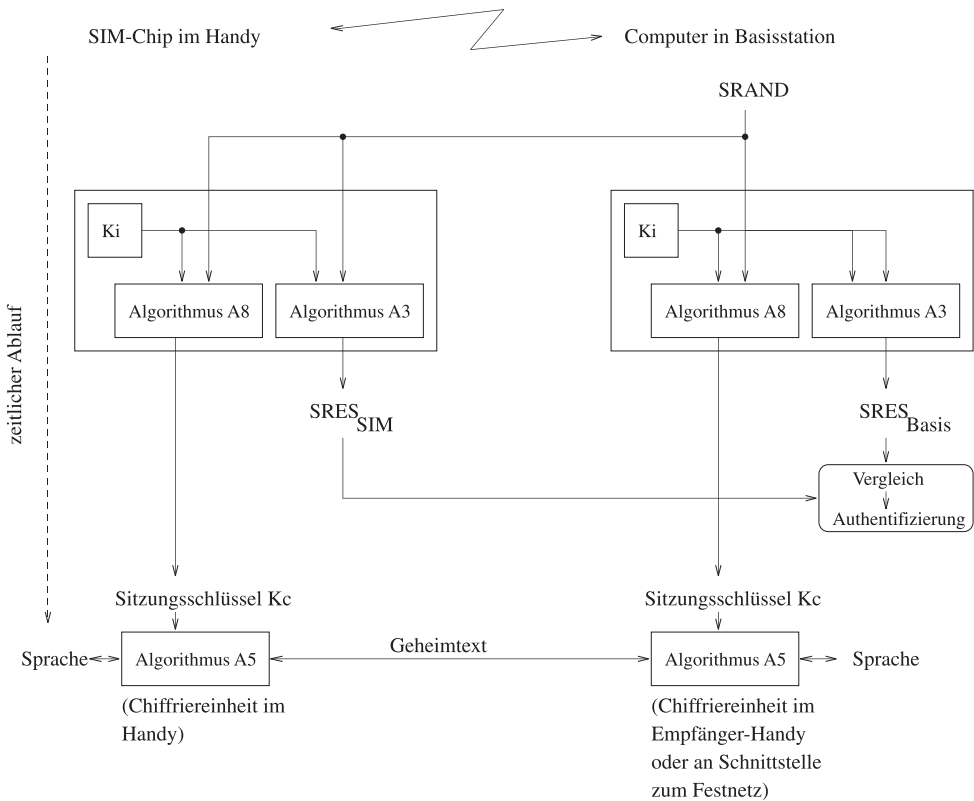 SIM-Chip im Handy
Computer in Basisstation
SRAND
Ki
Ki
Algorithmus A8
Algorithmus A3
Algorithmus A8
Algorithmus A3
zeitlicher Ablauf
SRES SIM
SRES Basis
Vergleich
Authentifizierung
Sitzungsschlüssel Kc
Sitzungsschlüssel Kc
Sprache
Algorithmus A5
Geheimtext
Algorithmus A5
Sprache
(Chiffriereinheit im
Handy)
(Chiffriereinheit im
Empfänger-Handy
oder an Schnittstelle
zum Festnetz)